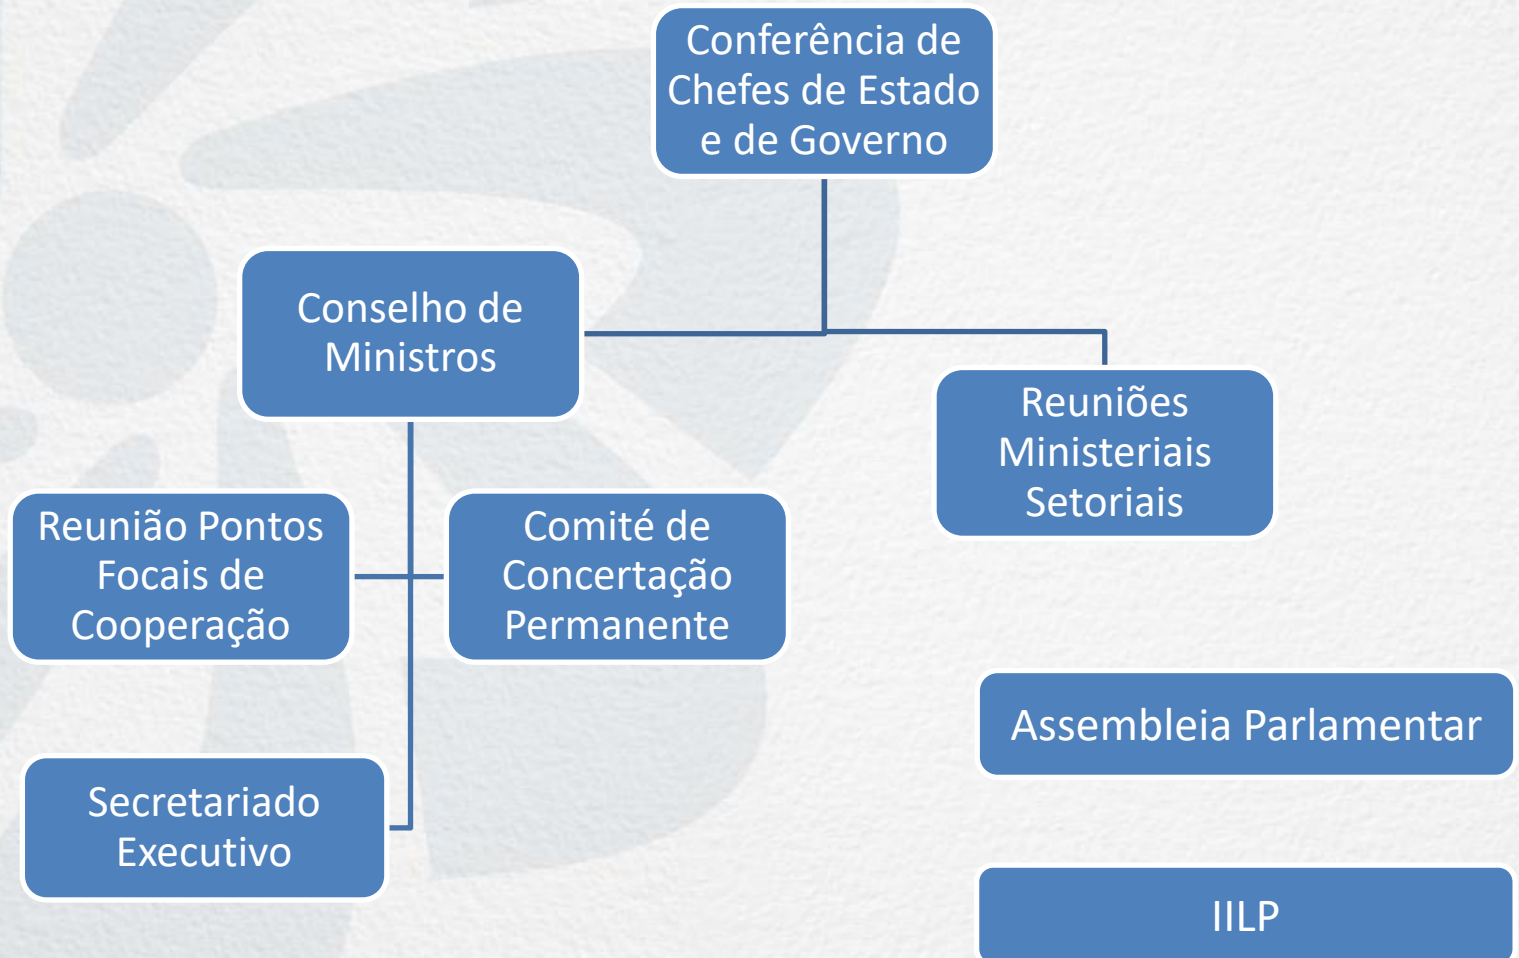 Conferência de
Chefes de Estado
e de Governo
Conselho de
Ministros
Reuniões
Ministeriais
Setoriais
Reunião Pontos
Focais de
Cooperação
Comité de
Concertação
Permanente
Assembleia Parlamentar
Secretariado
Executivo
IILP